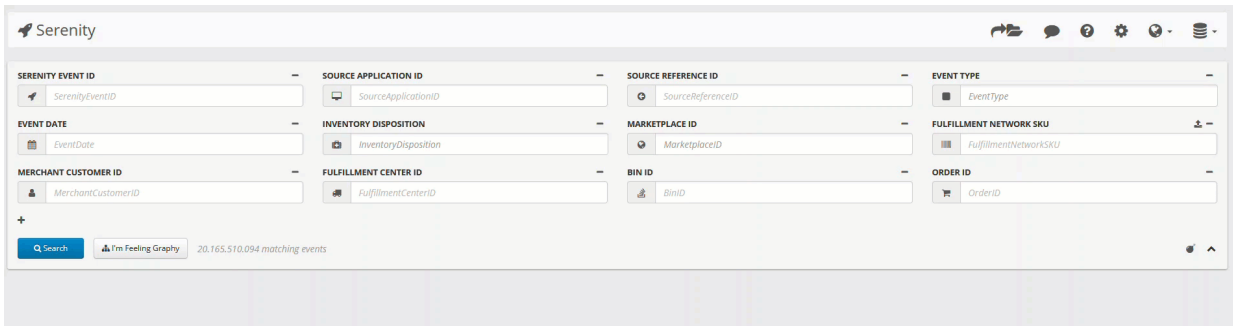 Serenity
SERENITY EVENT ID SOURCE APPLICATION ID SOURCE REFERENCE ID EVENT TYPE
SerenityEventID SourceApplicationID SourceReferenceID EventType
EVENT DATE INVENTORY DISPOSITION MARKETPLACE ID FULFILLMENT NETWORK SKU
EventDate InventoryDisposition MarketplaceID FulfillmentNetworkSKU
MERCHANT CUSTOMER ID FULFILLMENT CENTER ID BIN ID ORDER ID
MerchantCustomerID FulfillmentCenterID BinID OrderID
Search I'm Feeling Graphy 20,165,510,094 matching events